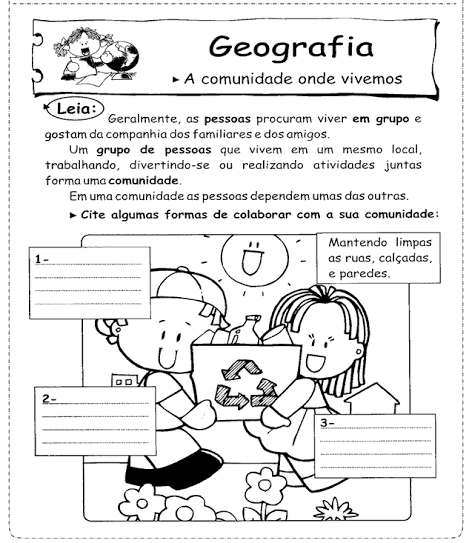 Geografia
▸ A comunidade onde vivemos
Leia:
Geralmente, as pessoas procuram viver em grupo e
gostam da companhia dos familiares e dos amigos.
Um grupo de pessoas que vivem em um mesmo local,
trabalhando, divertindo-se ou realizando atividades juntas
forma uma comunidade.
Em uma comunidade as pessoas dependem umas das outras.
▸ Cite algumas formas de colaborar com a sua comunidade:
Mantendo limpas
as ruas, calçadas,
e paredes.
1-
2-
3-